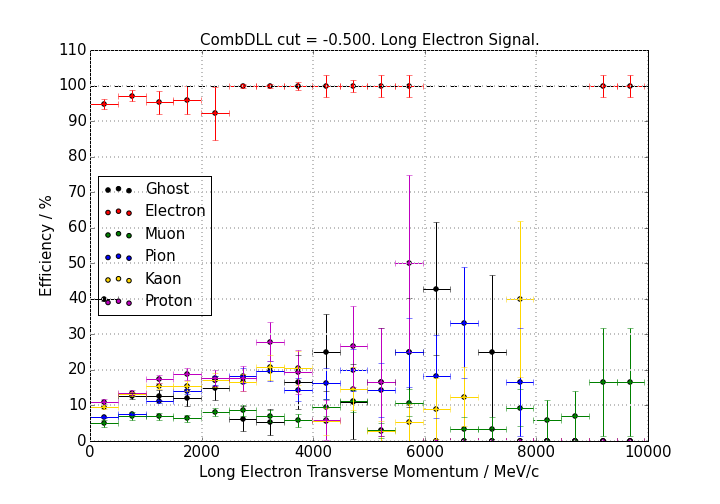 CombDLL cut = -0.500. Long Electron Signal.
110
100
90
80
70
60
50
40
30
20
10
0
Efficiency / %
Ghost
Electron
Muon
Pion
Kaon
Proton
0 2000 4000 6000 8000 10000
Long Electron Transverse Momentum / MeV/c